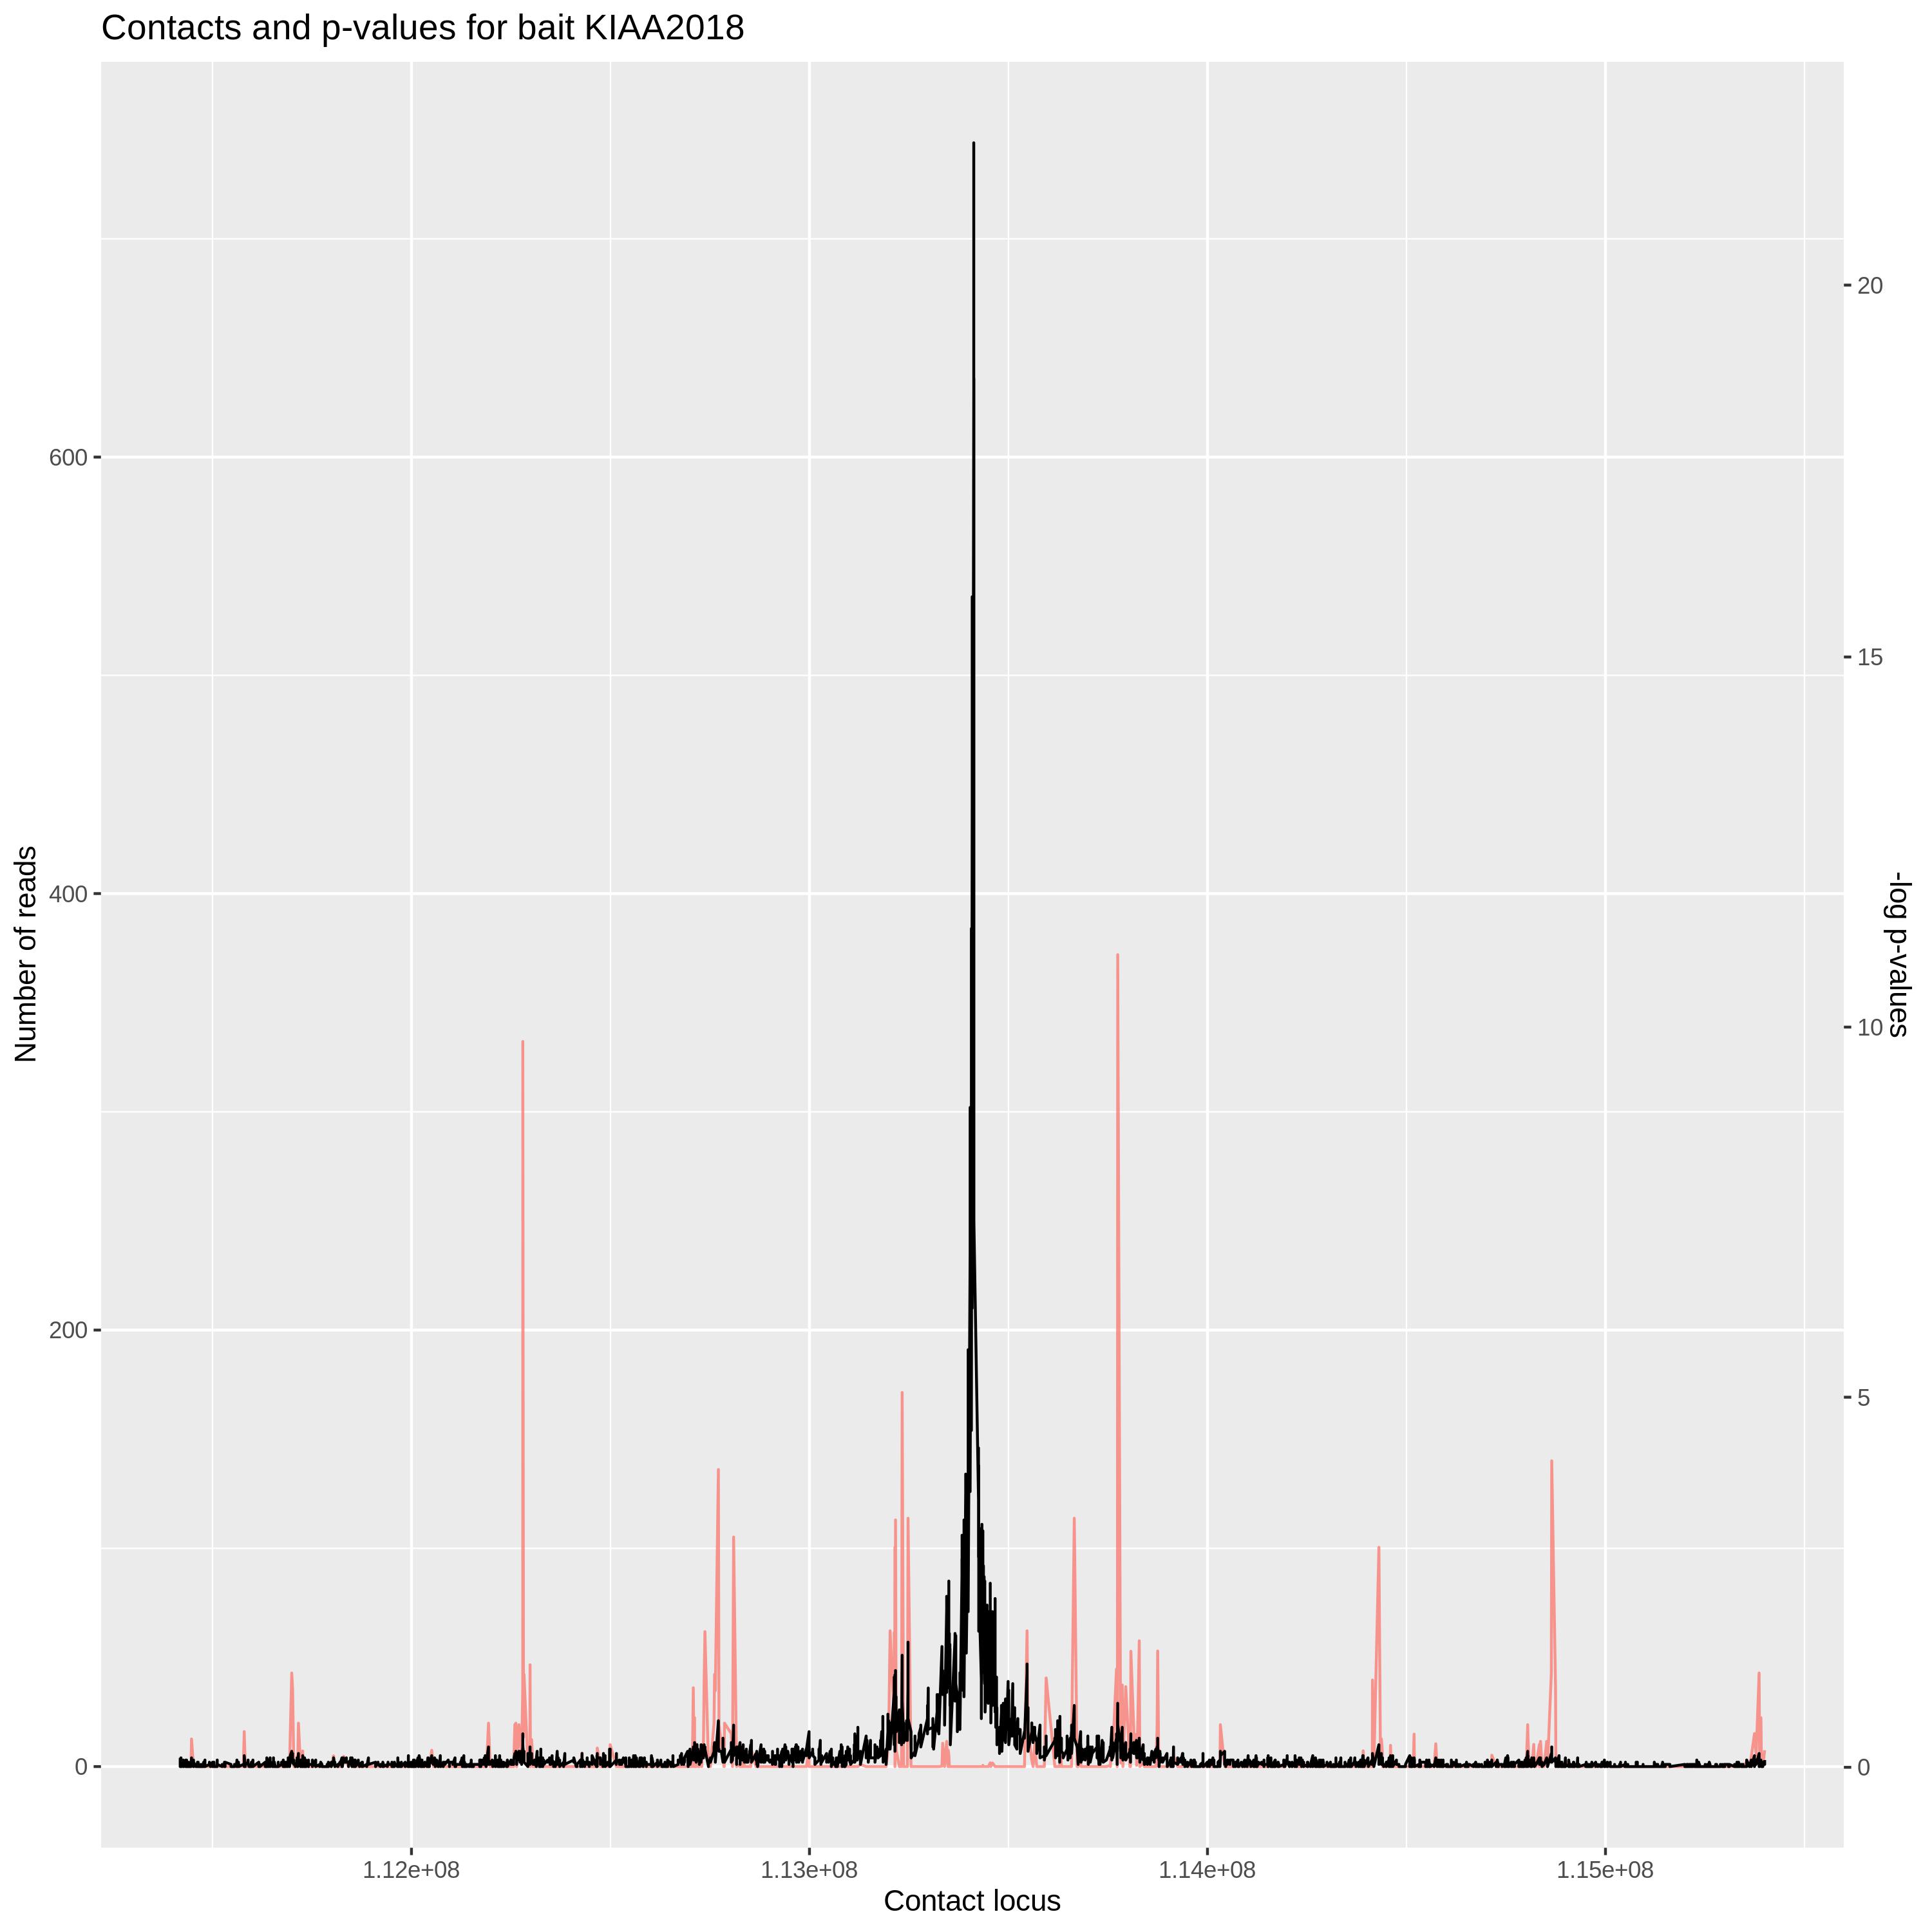 Contacts and p-values for bait KIAA2018
Number of reads
600
400
200
0
20
15
10
5
0
-log p-values
1.12e+08
1.13e+08
1.14e+08
1.15e+08
Contact locus